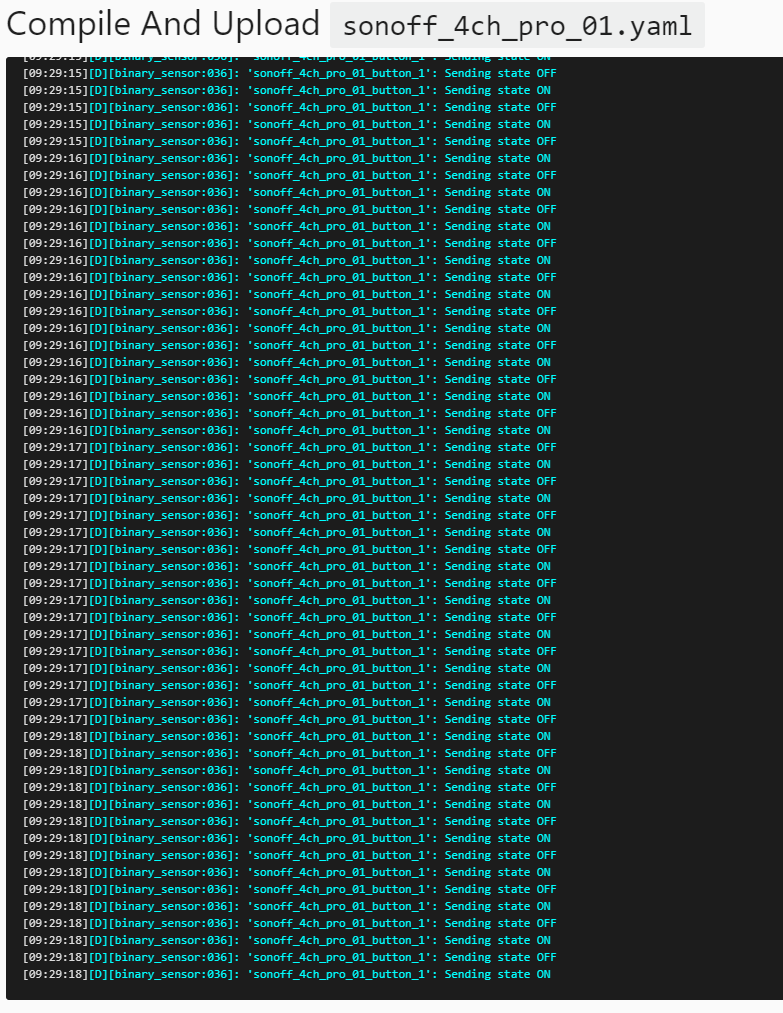 Compile And Upload sonoff_4ch_pro_01.yaml
[09:29:15][D][binary_sensor:036]: 'sonoff_4ch_pro_01_button_1': Sending state ON
[09:29:15][D][binary_sensor:036]: 'sonoff_4ch_pro_01_button_1': Sending state OFF
[09:29:15][D][binary_sensor:036]: 'sonoff_4ch_pro_01_button_1': Sending state ON
[09:29:15][D][binary_sensor:036]: 'sonoff_4ch_pro_01_button_1': Sending state OFF
[09:29:15][D][binary_sensor:036]: 'sonoff_4ch_pro_01_button_1': Sending state ON
[09:29:15][D][binary_sensor:036]: 'sonoff_4ch_pro_01_button_1': Sending state OFF
[09:29:16][D][binary_sensor:036]: 'sonoff_4ch_pro_01_button_1': Sending state ON
[09:29:16][D][binary_sensor:036]: 'sonoff_4ch_pro_01_button_1': Sending state OFF
[09:29:16][D][binary_sensor:036]: 'sonoff_4ch_pro_01_button_1': Sending state ON
[09:29:16][D][binary_sensor:036]: 'sonoff_4ch_pro_01_button_1': Sending state OFF
[09:29:16][D][binary_sensor:036]: 'sonoff_4ch_pro_01_button_1': Sending state ON
[09:29:16][D][binary_sensor:036]: 'sonoff_4ch_pro_01_button_1': Sending state OFF
[09:29:16][D][binary_sensor:036]: 'sonoff_4ch_pro_01_button_1': Sending state ON
[09:29:16][D][binary_sensor:036]: 'sonoff_4ch_pro_01_button_1': Sending state OFF
[09:29:16][D][binary_sensor:036]: 'sonoff_4ch_pro_01_button_1': Sending state ON
[09:29:16][D][binary_sensor:036]: 'sonoff_4ch_pro_01_button_1': Sending state OFF
[09:29:16][D][binary_sensor:036]: 'sonoff_4ch_pro_01_button_1': Sending state ON
[09:29:16][D][binary_sensor:036]: 'sonoff_4ch_pro_01_button_1': Sending state OFF
[09:29:16][D][binary_sensor:036]: 'sonoff_4ch_pro_01_button_1': Sending state ON
[09:29:16][D][binary_sensor:036]: 'sonoff_4ch_pro_01_button_1': Sending state OFF
[09:29:16][D][binary_sensor:036]: 'sonoff_4ch_pro_01_button_1': Sending state ON
[09:29:16][D][binary_sensor:036]: 'sonoff_4ch_pro_01_button_1': Sending state OFF
[09:29:16][D][binary_sensor:036]: 'sonoff_4ch_pro_01_button_1': Sending state ON
[09:29:17][D][binary_sensor:036]: 'sonoff_4ch_pro_01_button_1': Sending state OFF
[09:29:17][D][binary_sensor:036]: 'sonoff_4ch_pro_01_button_1': Sending state ON
[09:29:17][D][binary_sensor:036]: 'sonoff_4ch_pro_01_button_1': Sending state OFF
[09:29:17][D][binary_sensor:036]: 'sonoff_4ch_pro_01_button_1': Sending state ON
[09:29:17][D][binary_sensor:036]: 'sonoff_4ch_pro_01_button_1': Sending state OFF
[09:29:17][D][binary_sensor:036]: 'sonoff_4ch_pro_01_button_1': Sending state ON
[09:29:17][D][binary_sensor:036]: 'sonoff_4ch_pro_01_button_1': Sending state OFF
[09:29:17][D][binary_sensor:036]: 'sonoff_4ch_pro_01_button_1': Sending state ON
[09:29:17][D][binary_sensor:036]: 'sonoff_4ch_pro_01_button_1': Sending state OFF
[09:29:17][D][binary_sensor:036]: 'sonoff_4ch_pro_01_button_1': Sending state ON
[09:29:17][D][binary_sensor:036]: 'sonoff_4ch_pro_01_button_1': Sending state OFF
[09:29:17][D][binary_sensor:036]: 'sonoff_4ch_pro_01_button_1': Sending state ON
[09:29:17][D][binary_sensor:036]: 'sonoff_4ch_pro_01_button_1': Sending state OFF
[09:29:17][D][binary_sensor:036]: 'sonoff_4ch_pro_01_button_1': Sending state ON
[09:29:17][D][binary_sensor:036]: 'sonoff_4ch_pro_01_button_1': Sending state OFF
[09:29:17][D][binary_sensor:036]: 'sonoff_4ch_pro_01_button_1': Sending state ON
[09:29:17][D][binary_sensor:036]: 'sonoff_4ch_pro_01_button_1': Sending state OFF
[09:29:18][D][binary_sensor:036]: 'sonoff_4ch_pro_01_button_1': Sending state ON
[09:29:18][D][binary_sensor:036]: 'sonoff_4ch_pro_01_button_1': Sending state OFF
[09:29:18][D][binary_sensor:036]: 'sonoff_4ch_pro_01_button_1': Sending state ON
[09:29:18][D][binary_sensor:036]: 'sonoff_4ch_pro_01_button_1': Sending state OFF
[09:29:18][D][binary_sensor:036]: 'sonoff_4ch_pro_01_button_1': Sending state ON
[09:29:18][D][binary_sensor:036]: 'sonoff_4ch_pro_01_button_1': Sending state OFF
[09:29:18][D][binary_sensor:036]: 'sonoff_4ch_pro_01_button_1': Sending state ON
[09:29:18][D][binary_sensor:036]: 'sonoff_4ch_pro_01_button_1': Sending state OFF
[09:29:18][D][binary_sensor:036]: 'sonoff_4ch_pro_01_button_1': Sending state ON
[09:29:18][D][binary_sensor:036]: 'sonoff_4ch_pro_01_button_1': Sending state OFF
[09:29:18][D][binary_sensor:036]: 'sonoff_4ch_pro_01_button_1': Sending state ON
[09:29:18][D][binary_sensor:036]: 'sonoff_4ch_pro_01_button_1': Sending state OFF
[09:29:18][D][binary_sensor:036]: 'sonoff_4ch_pro_01_button_1': Sending state ON
[09:29:18][D][binary_sensor:036]: 'sonoff_4ch_pro_01_button_1': Sending state OFF
[09:29:18][D][binary_sensor:036]: 'sonoff_4ch_pro_01_button_1': Sending state ON